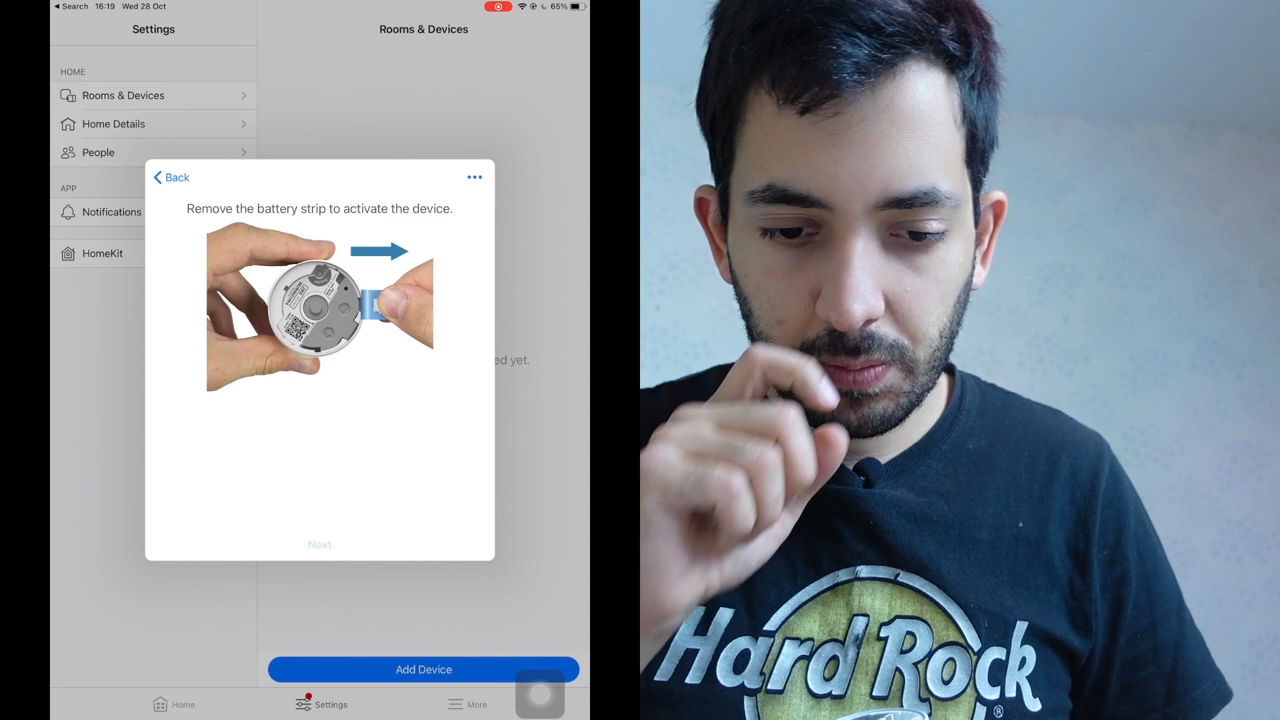 Search 16:19 Wed 28 Oct 65%
Settings
Rooms & Devices
HOME
Rooms & Devices
Home Details
People
APP
Notifications
HomeKit
Back
Remove the battery strip to activate the device.
ed yet.
Next
Add Device
Home
Settings
More
Hard Rock
®